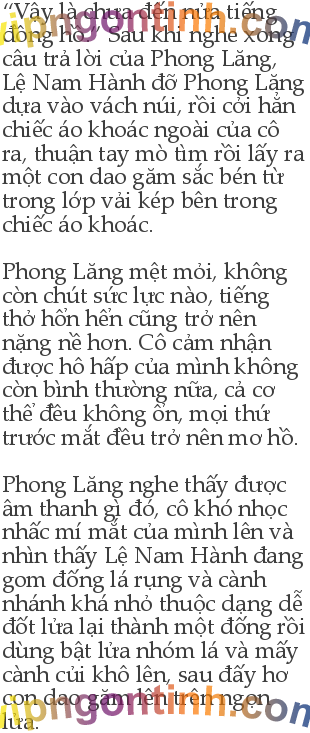 “Vậy là chưa đến nửa tiếng
đồng hồ.” Sau khi nghe xong
câu trả lời của Phong Lăng,
Lệ Nam Hành đỡ Phong Lăng
dựa vào vách núi, rồi cởi hẳn
chiếc áo khoác ngoài của cô
ra, thuận tay mò tìm rồi lấy ra
một con dao găm sắc bén từ
trong lớp vải kép bên trong
chiếc áo khoác.
Phong Lăng mệt mỏi, không
còn chút sức lực nào, tiếng
thở hổn hển cũng trở nên
nặng nề hơn. Cô cảm nhận
được hô hấp của mình không
còn bình thường nữa, cả cơ
thể đều không ổn, mọi thứ
trước mắt đều trở nên mơ hồ.
Phong Lăng nghe thấy được
âm thanh gì đó, cô khó nhọc
nhấc mí mắt của mình lên và
nhìn thấy Lệ Nam Hành đang
gom đống lá rụng và cành
nhánh khá nhỏ thuộc dạng dễ
đốt lửa lại thành một đống rồi
dùng bật lửa nhóm lá và mấy
cành củi khô lên, sau đấy hơ
con dao găm lên trên ngọn
lửa.
vipngontinh.com
vipngontinh.com